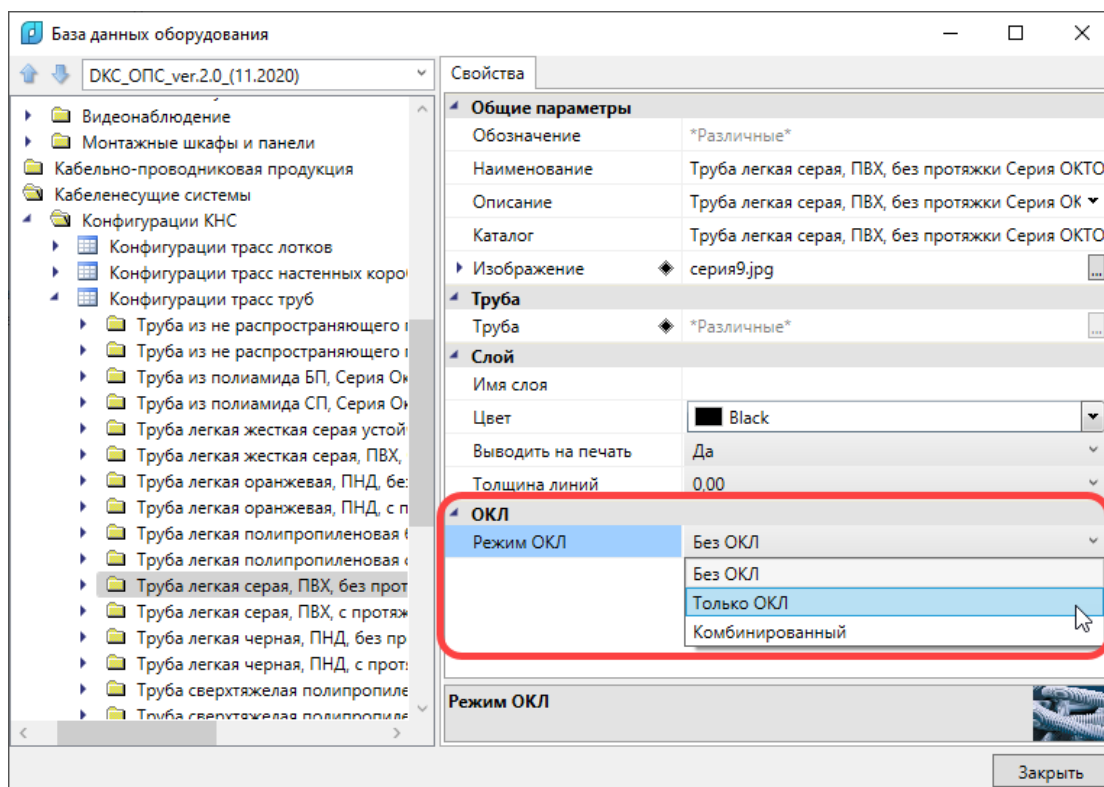 База данных оборудования
DKC_ОПС_ver.2.0_(11.2020)
Видеонаблюдение
Монтажные шкафы и панели
Кабельно-проводниковая продукция
Кабеленесущие системы
Конфигурации КНС
Конфигурации трасс лотков
Конфигурации трасс настенных коро
Конфигурации трасс труб
Труба из не распространяющего
Труба из не распространяющего
Труба из полиамида БП, Серия Ок
Труба из полиамида СП, Серия Ок
Труба легкая жесткая серая устой
Труба легкая жесткая серая, ПВХ,
Труба легкая оранжевая, ПНД, бе
Труба легкая оранжевая, ПНД, с п
Труба легкая полипропиленовая
Труба легкая полипропиленовая
Труба легкая серая, ПВХ, без прот
Труба легкая серая, ПВХ, с протяж
Труба легкая черная, ПНД, без пр
Труба легкая черная, ПНД, с прот
Труба сверхтяжелая полипропиле
Труба сверхтяжелая полипропиле
Свойства
Общие параметры
Обозначение *Различные*
Наименование Труба легкая серая, ПВХ, без протяжки Серия ОКТО
Описание Труба легкая серая, ПВХ, без протяжки Серия ОК
Каталог Труба легкая серая, ПВХ, без протяжки Серия ОКТО
Изображение серия9.jpg ...
Труба
Труба *Различные* ...
Слой
Имя слоя
Цвет Black
Выводить на печать Да
Толщина линий 0,00
ОКЛ
Режим ОКЛ Без ОКЛ
Без ОКЛ
Только ОКЛ
Комбинированный
Режим ОКЛ
Закрыть